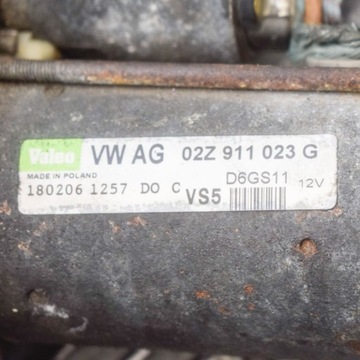 Valeo VW AG 02Z 911 023 G
MADE IN POLAND D6GS11 12V
180206 1257 DO C VS5